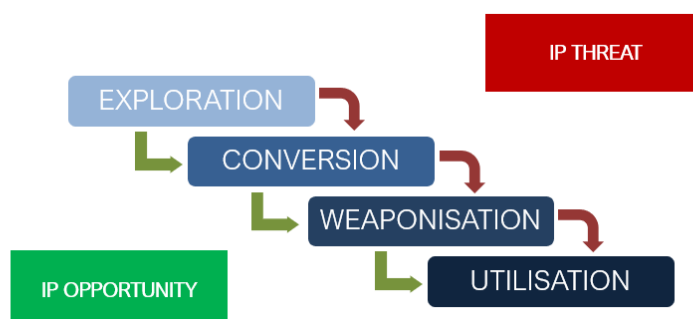 IP THREAT
EXPLORATION
CONVERSION
WEAPONISATION
UTILISATION
IP OPPORTUNITY